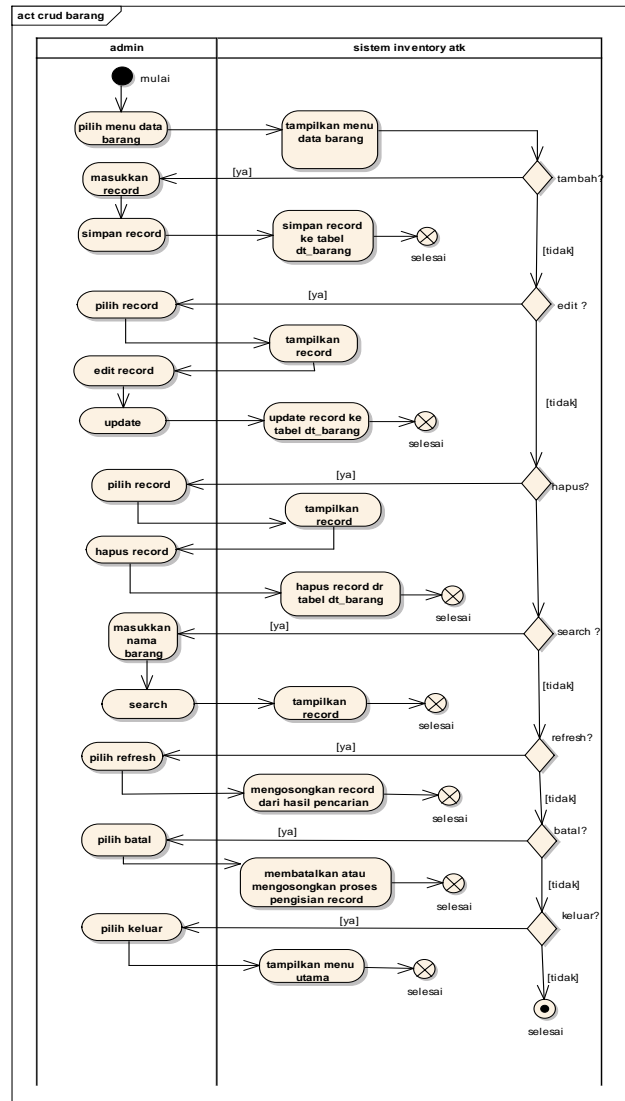 act crud barang
admin
sistem inventory atk
mulai
pilih menu data
barang
tampilkan menu
data barang
tambah?
[ya]
masukkan
record
simpan record
simpan record
ke tabel
dt_barang
selesai
[tidak]
edit ?
[ya]
pilih record
tampilkan
record
edit record
update
update record ke
tabel dt_barang
selesai
[tidak]
hapus?
[ya]
pilih record
tampilkan
record
hapus record
hapus record dr
tabel dt_barang
selesai
search ?
[ya]
masukkan
nama
barang
search
tampilkan
record
selesai
[tidak]
refresh?
[ya]
pilih refresh
mengosongkan record
dari hasil pencarian
selesai
[tidak]
batal?
[ya]
pilih batal
membatalkan atau
mengosongkan proses
pengisian record
selesai
[tidak]
keluar?
[ya]
pilih keluar
tampilkan menu
utama
selesai
[tidak]
selesai